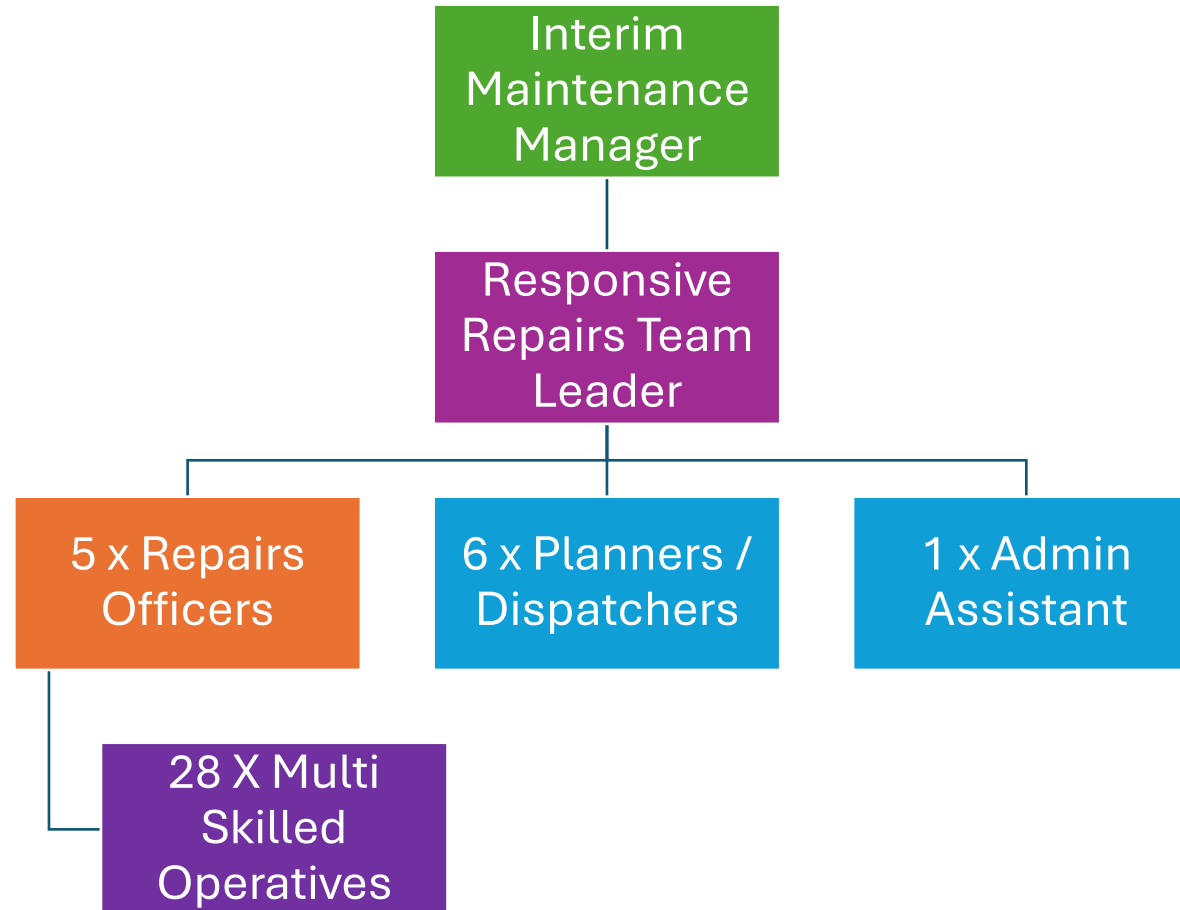 Interim
Maintenance
Manager
Responsive
Repairs Team
Leader
5 x Repairs
Officers
6 x Planners /
Dispatchers
1 x Admin
Assistant
28 X Multi
Skilled
Operatives